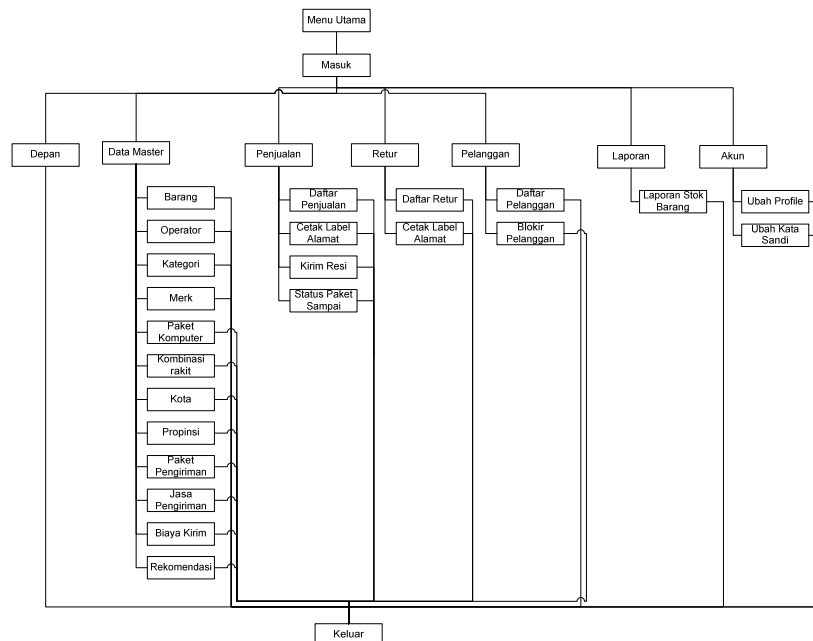 Menu Utama
Masuk
Depan
Data Master
Penjualan
Retur
Pelanggan
Laporan
Akun
Barang
Operator
Kategori
Merk
Paket
Komputer
Kombinasi
rakit
Kota
Propinsi
Paket
Pengiriman
Jasa
Pengiriman
Biaya Kirim
Rekomendasi
Daftar
Penjualan
Cetak Label
Alamat
Kirim Resi
Status Paket
Sampai
Daftar Retur
Cetak Label
Alamat
Daftar
Pelanggan
Blokir
Pelanggan
Laporan Stok
Barang
Ubah Profile
Ubah Kata
Sandi
Keluar